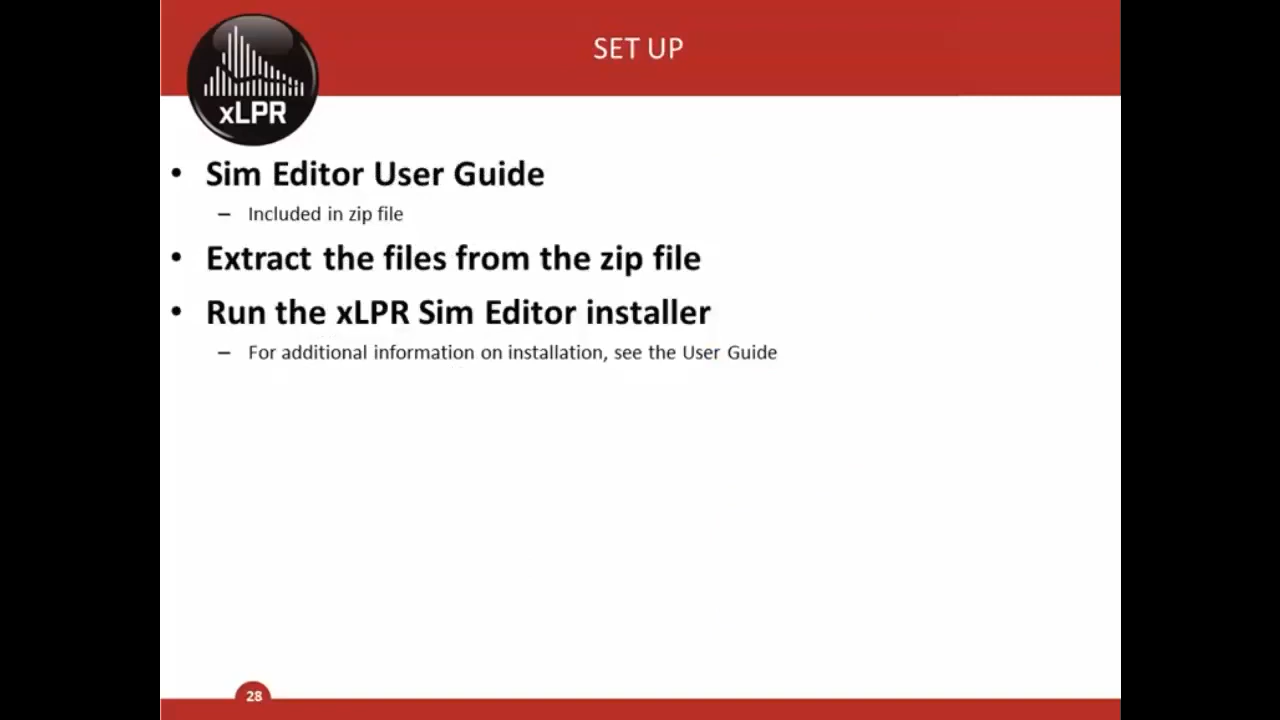 SET UP
xLPR
• Sim Editor User Guide
– Included in zip file
• Extract the files from the zip file
• Run the xLPR Sim Editor installer
– For additional information on installation, see the User Guide
28